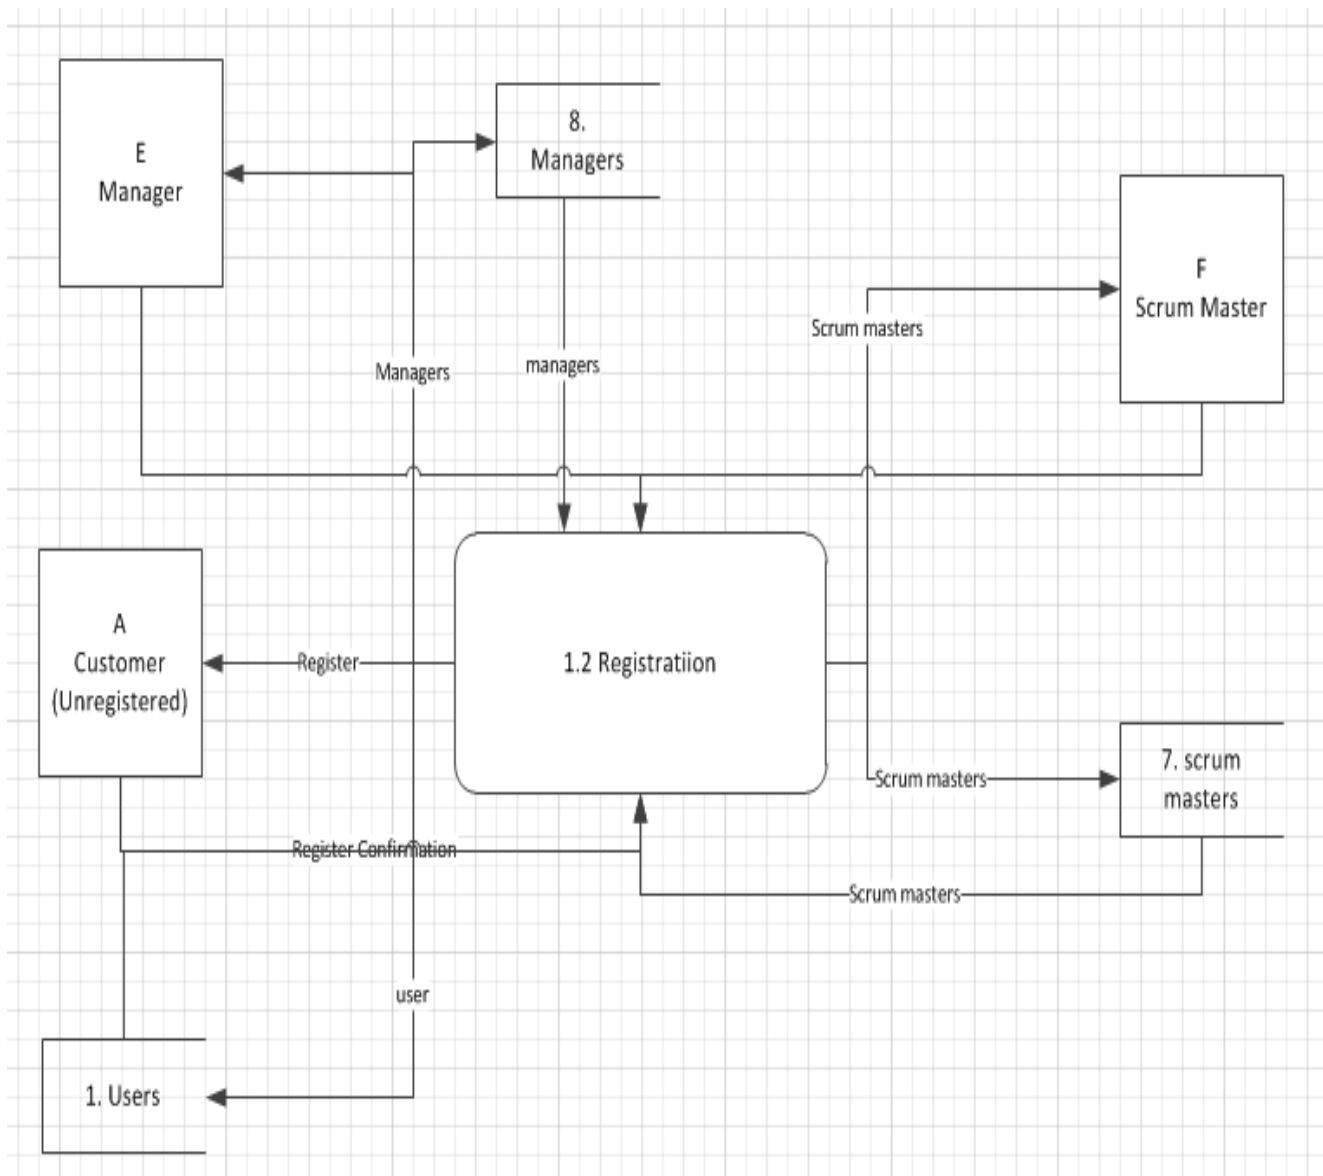 8.
Managers
E
Manager
F
Scrum Master
Scrum masters
Managers
managers
A
Customer
(Unregistered)
Register
1.2 Registratiion
7. scrum
masters
Scrum masters
Register Confirmation
Scrum masters
user
1. Users